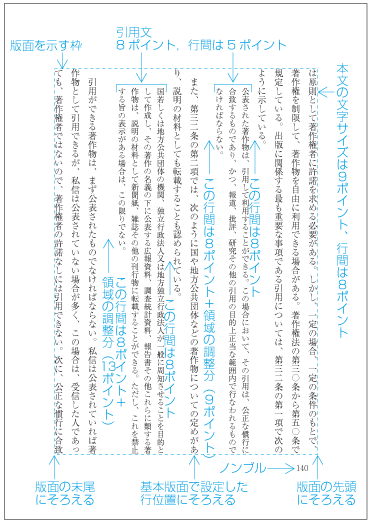 引用文
8ポイント，行間は5ポイント
版面を示す枠
本文の文字サイズは9ポイント，行間は8ポイント
は原則として著作権者に許諾を求める必要がある。しかし、一定の場合、一定の条件のもとで、
著作権を制限して、著作物を自由に利用できる場合がある。著作権法の第三〇条から第五〇条で
規定している。出版に関係する最も重要な事項である引用については、第三二条の第一項で次の
ように示している。
公表された著作物は、引用して利用することができる。この場合において、その引用は、公正な慣行に
合致するものであり、かつ、報道、批評、研究その他の引用の目的上正当な範囲内で行なわれるもので
なければならない。
この行間は8ポイント
この行間は8ポイント＋領域の調整分（9ポイント）
また、第三二条の第二項では、次のように国や地方公共団体などの著作物についての定めがあ
り、説明の材料としても転載することも認められている。
この行間は8ポイント
国若しくは地方公共団体の機関、独立行政法人又は地方独立行政法人が一般に周知させることを目的と
して作成し、その著作の名義の下に公表する広報資料、調査統計資料、報告書その他これらに類する著
作物は、説明の材料として新聞紙、雑誌その他の刊行物に転載することができる。ただし、これを禁止
する旨の表示がある場合は、この限りでない。
この行間は8ポイント＋
領域の調整分（13ポイント）
引用ができる著作物は、まず公表されたものでなければならない。私信は公表されていれば著
作物として引用できるが、私信は公表されていない場合が多く、この場合は、受信した人であっ
ても、著作権者ではないので、著作権者の許諾なしには引用できない。次に、公正な慣行に合致
ノンブル
140
版面の先頭
にそろえる
基本版面で設定した
行位置にそろえる
版面の末尾
にそろえる